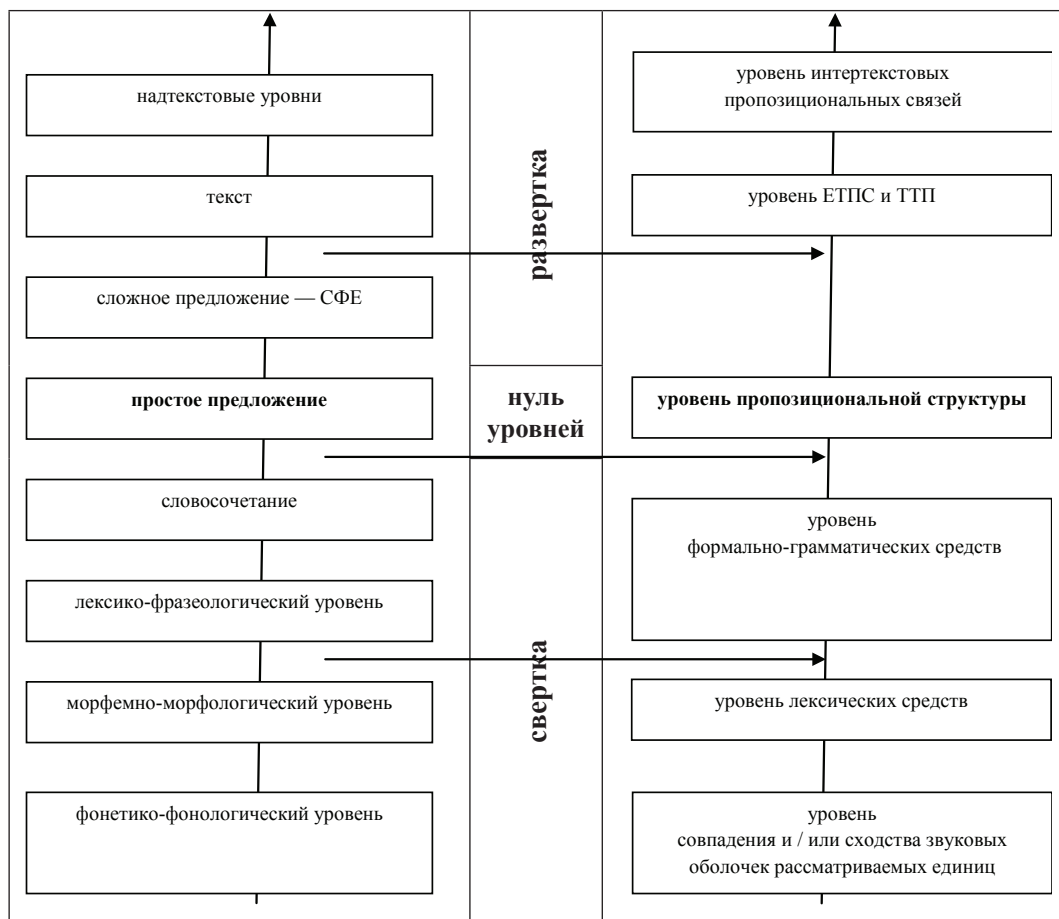 надтекстовые уровни
текст
сложное предложение — СФЕ
простое предложение
словосочетание
лексико-фразеологический уровень
морфемно-морфологический уровень
фонетико-фонологический уровень
развертка
нуль
уровней
свертка
уровень интертекстовых
пропозициональных связей
уровень ЕТПС и ТТП
уровень пропозициональной структуры
уровень
формально-грамматических средств
уровень лексических средств
уровень
совпадения и / или сходства звуковых
оболочек рассматриваемых единиц